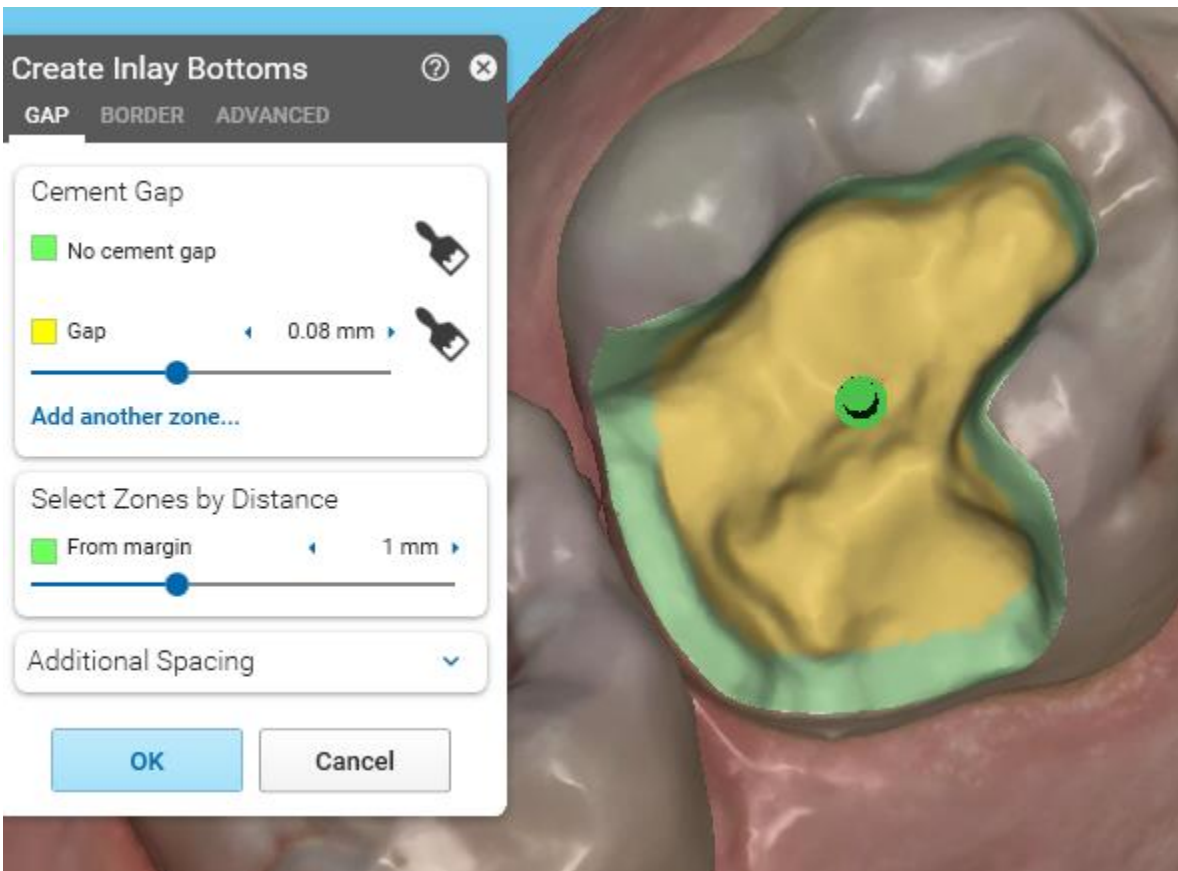 Create Inlay Bottoms
GAP BORDER ADVANCED
Cement Gap
No cement gap
Gap 0.08 mm
Add another zone...
Select Zones by Distance
From margin 1 mm
Additional Spacing
OK Cancel